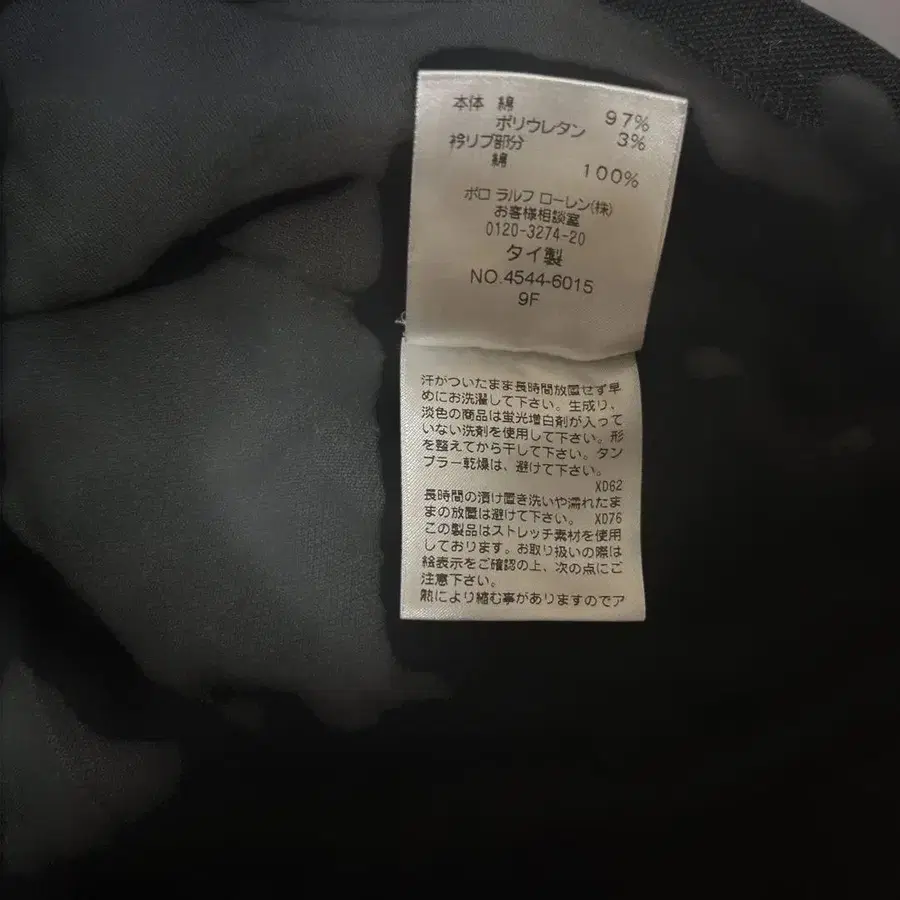 本体 綿 97%
ポリウレタン 3%
衿リブ部分
綿 100%
ポロ ラルフ ローレン(株)
お客様相談室
0120-3274-20
タイ製
NO.4544-6015
9F
汗がついたまま長時間放置せず早
めにお洗濯して下さい。生成り、
淡色の商品は蛍光増白剤が入って
いない洗剤を使用して下さい。形
を整えてから干して下さい。タン
ブラー乾燥は、避けて下さい。
XD62
長時間の漬け置き洗いや濡れたま
まの放置は避けて下さい。 XD76
この製品はストレッチ素材を使用
しております。お取り扱いの際は
絵表示をご確認の上、次の点にご
注意下さい。
熱により縮む事がありますのでア